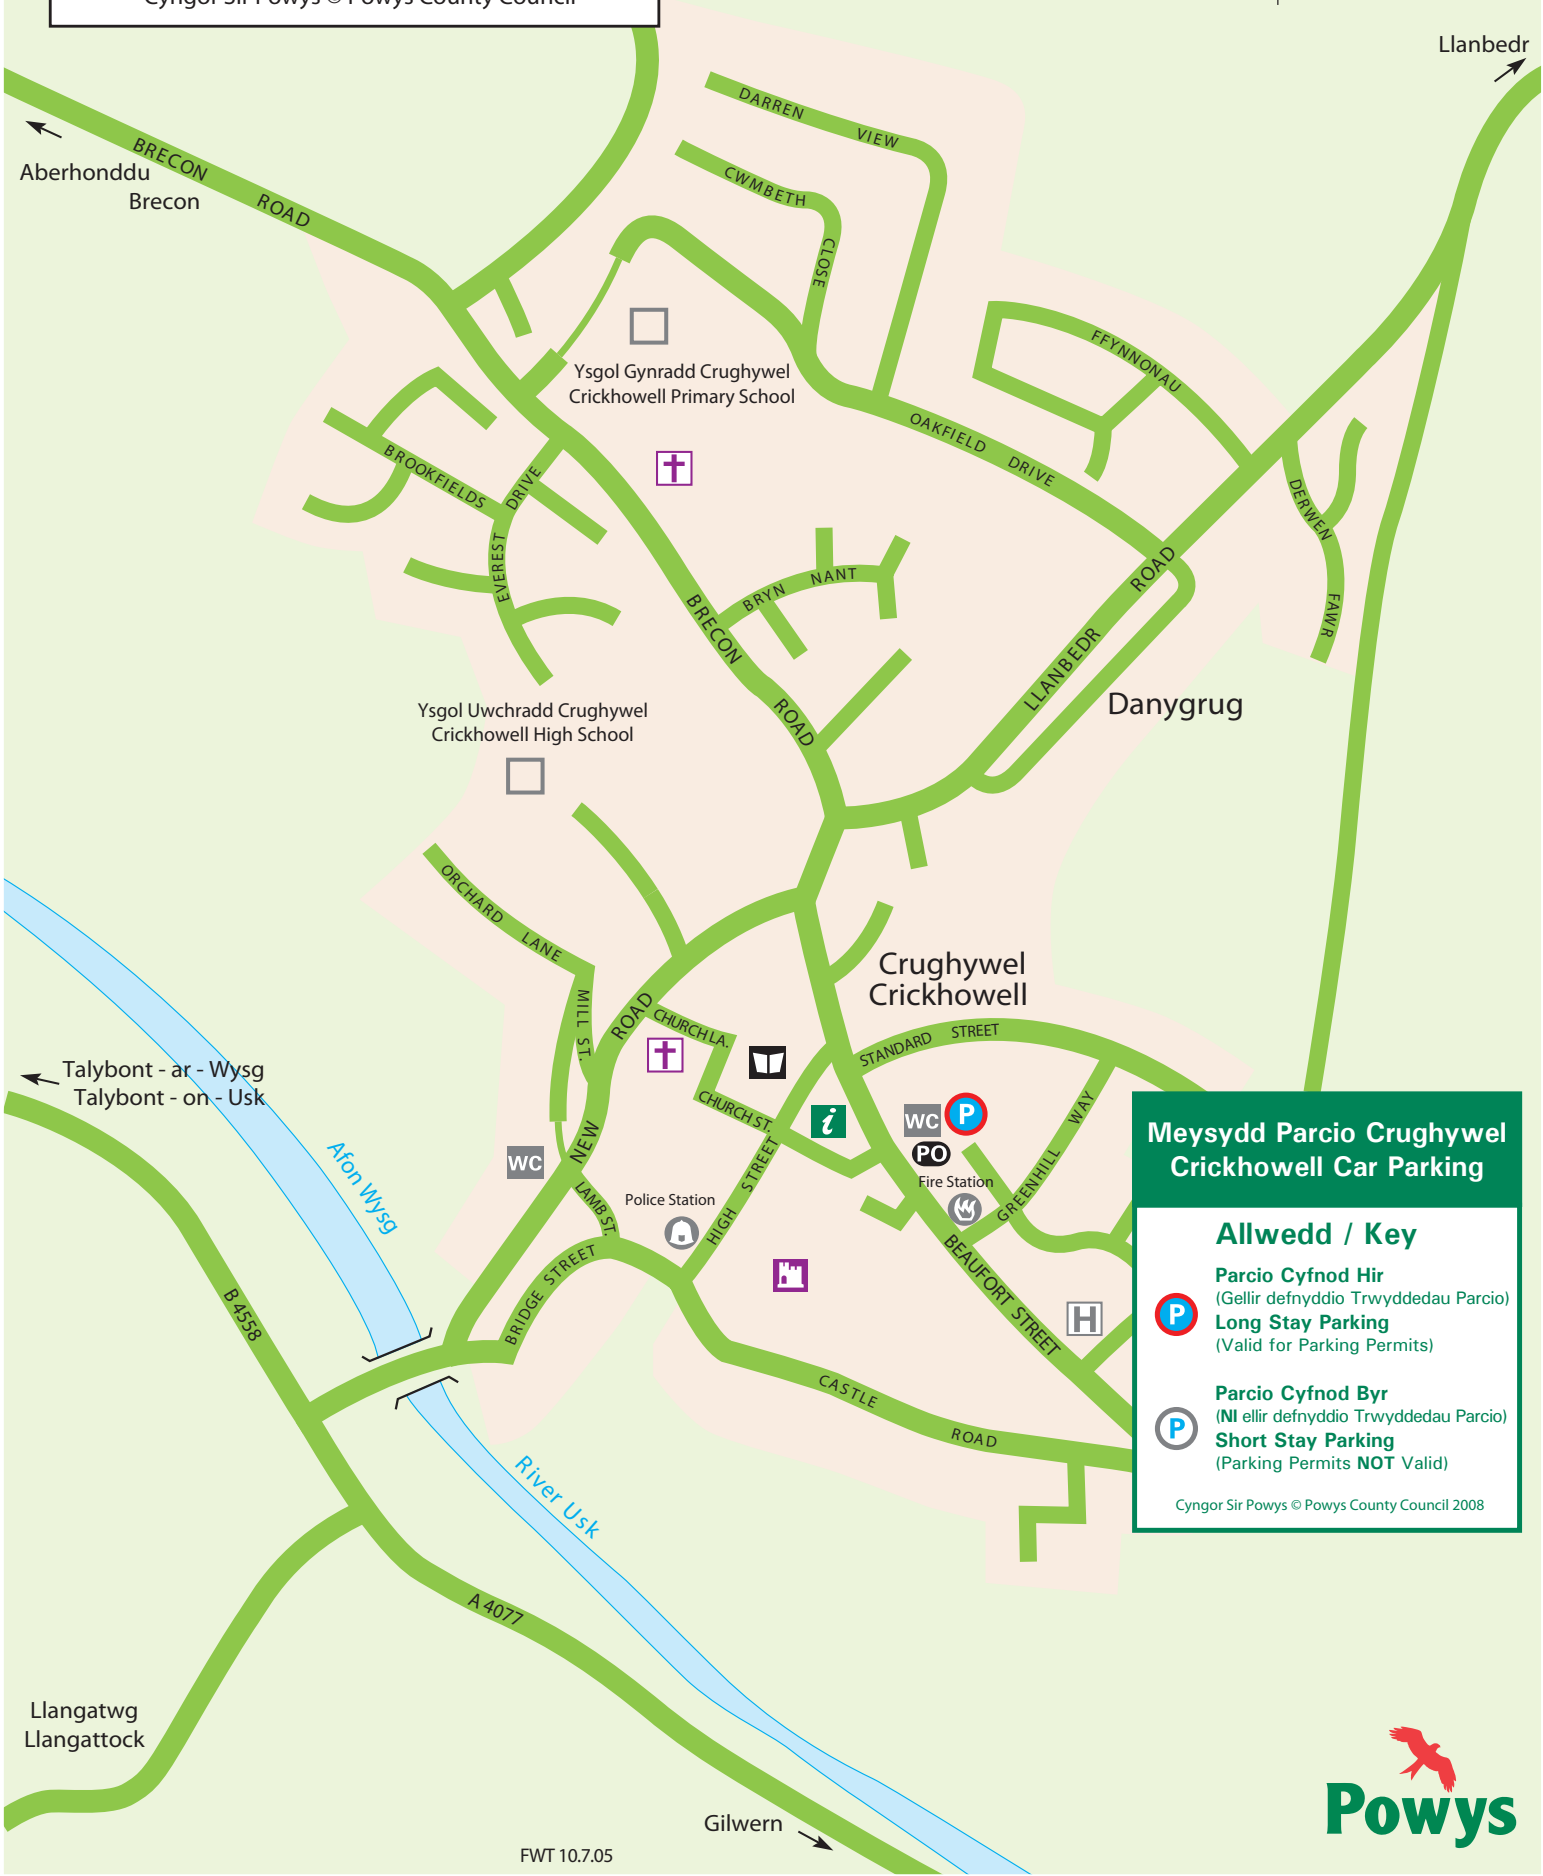 Cyngor Sir Powys © Powys County Council
Llanbedr
DARREN VIEW
BRECON ROAD
Aberhonddu
Brecon
CWMBETH CLOSE
Ysgol Gynradd Crughywel
Crickhowell Primary School
FFYNNONAU
OAKFIELD DRIVE
BROOKFIELDS
EVEREST DRIVE
DERWEN FAWR
BRYN NANT
BRECON ROAD
LLANBEDR ROAD
Danygrug
Ysgol Uwchradd Crughywel
Crickhowell High School
ORCHARD LANE
Crughywel
Crickhowell
MILL ST.
NEW ROAD
CHURCH LA.
STANDARD STREET
Talybont - ar - Wysg
Talybont - on - Usk
CHURCH ST.
i
WC
P
PO
Fire Station
GREENHILL WAY
WC
Afon Wysg
LAMB ST.
Police Station
HIGH STREET
BRIDGE STREET
BEAUFORT STREET
H
B 4558
CASTLE ROAD
River Usk
A 4077
Meysydd Parcio Crughywel
Crickhowell Car Parking
Allwedd / Key
P
Parcio Cyfnod Hir
(Gellir defnyddio Trwyddedau Parcio)
Long Stay Parking
(Valid for Parking Permits)
P
Parcio Cyfnod Byr
(NI ellir defnyddio Trwyddedau Parcio)
Short Stay Parking
(Parking Permits NOT Valid)
Cyngor Sir Powys © Powys County Council 2008
Llangatwg
Llangattock
Gilwern
FWT 10.7.05
Powys